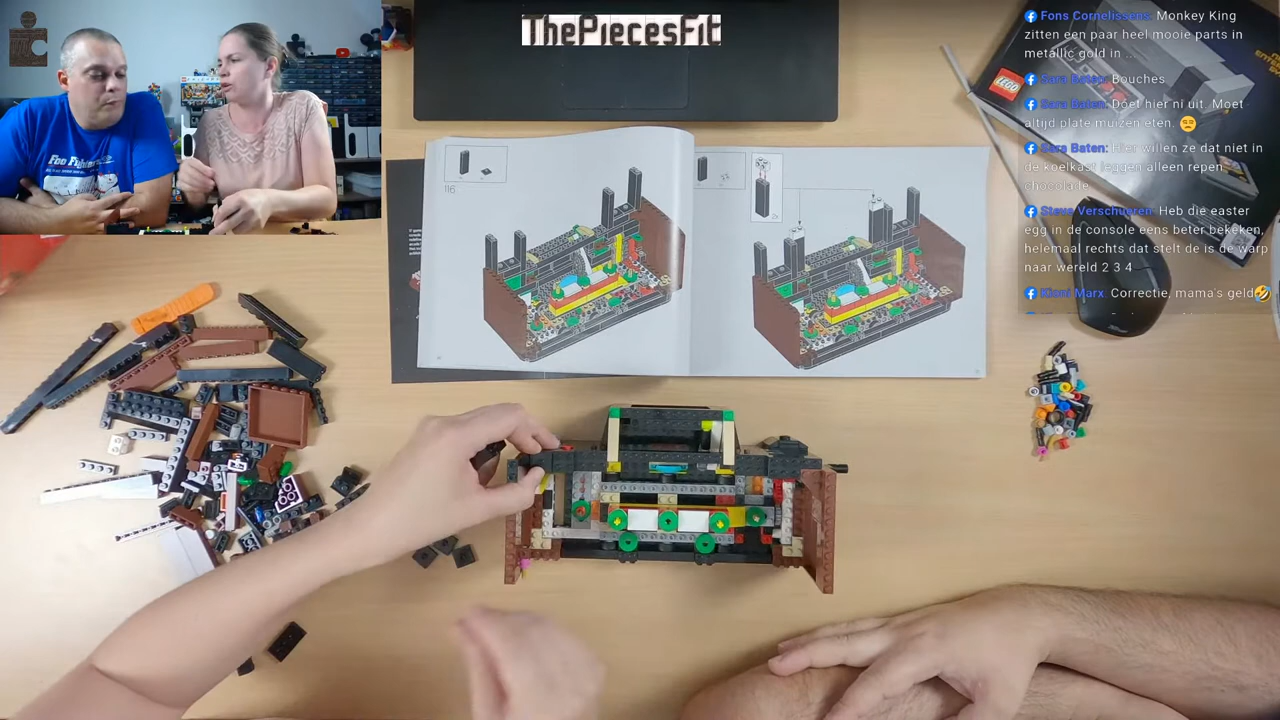 ThePiecesFit
Foo Fighters
LEGO
116
Fons Cornelissens: Monkey King
zitten een paar heel mooie parts in
metallic gold in ...
Sara Baten: Bouches
Sara Baten: Doet hier ni uit. Moet
altijd plate muizen eten. 😒
Sara Baten: Hier willen ze dat niet in
de koelkast leggen alleen repen
chocolade
Steve Verschueren: Heb die easter
egg in de console eens beter bekeken,
helemaal rechts dat stelt de is de warp
naar wereld 2 3 4
Marx Correctie, mama's geld🤣